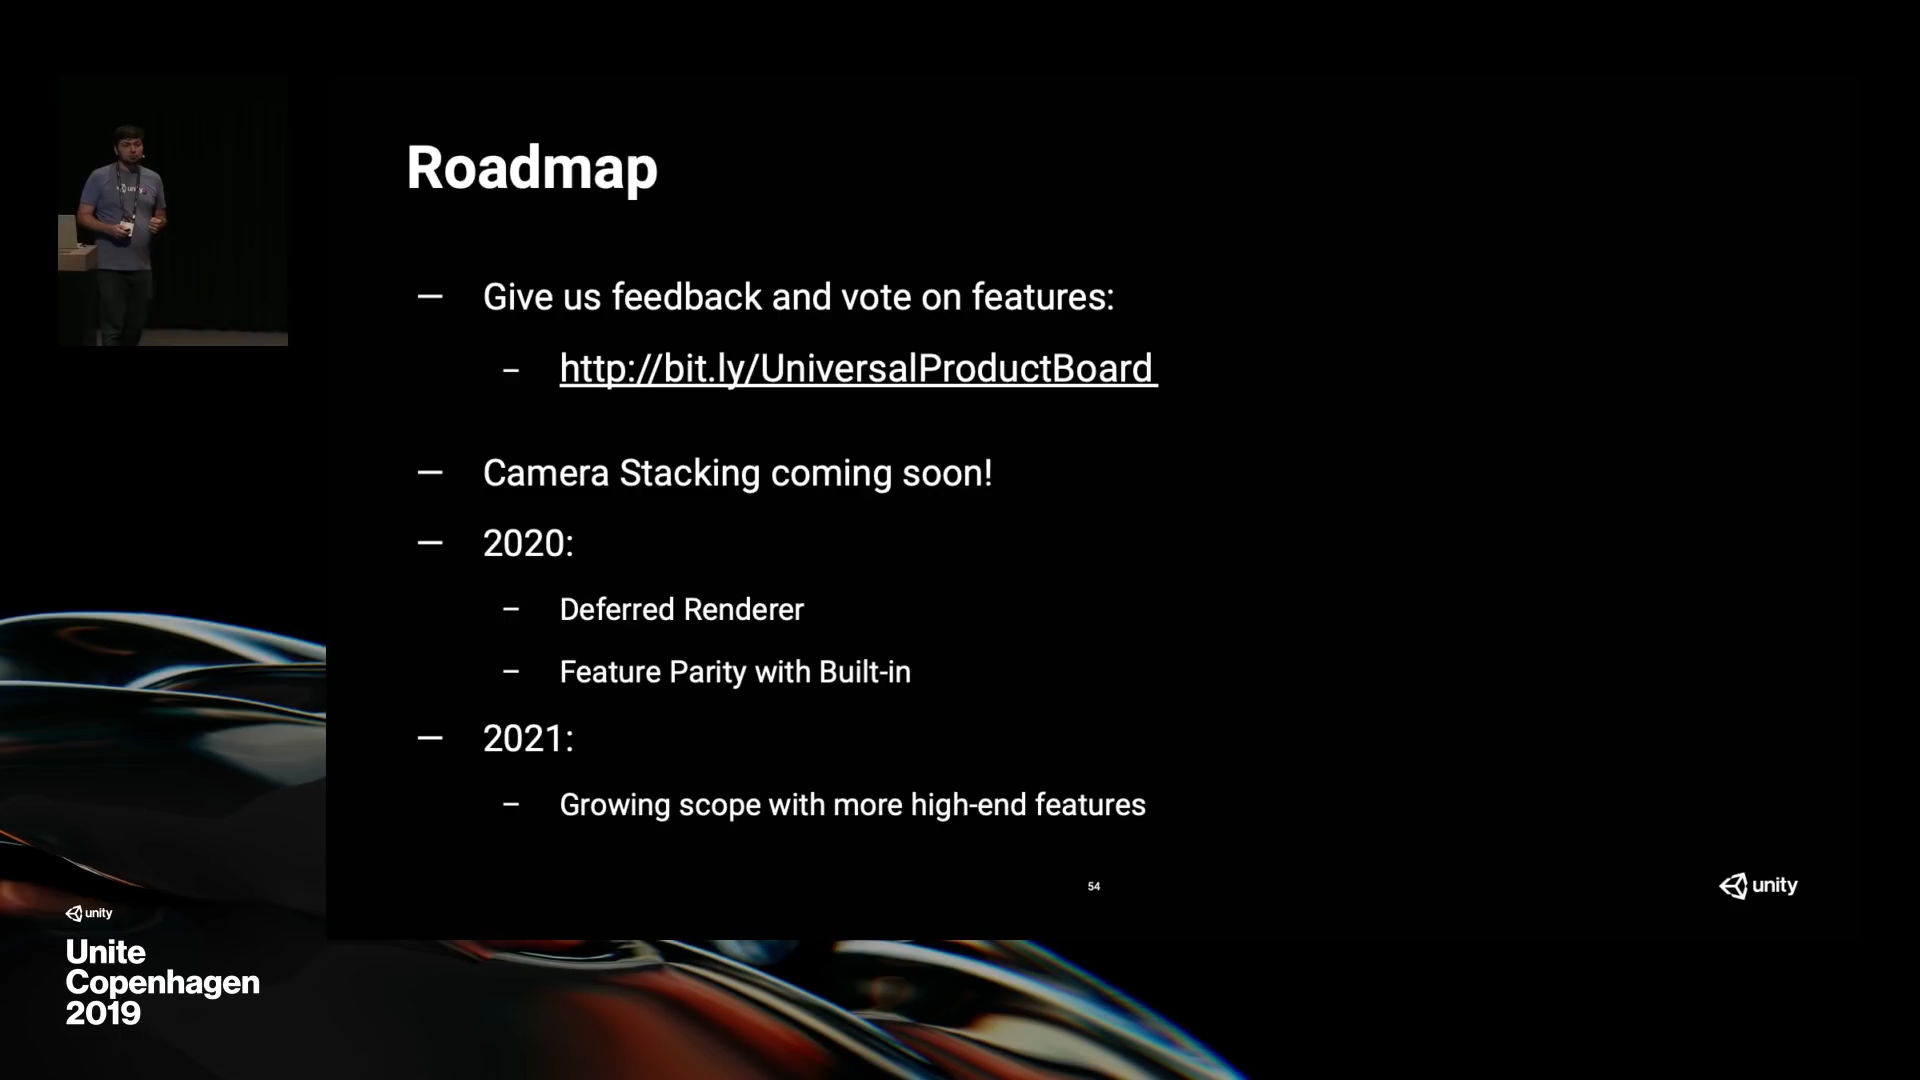 Roadmap
— Give us feedback and vote on features:
– http://bit.ly/UniversalProductBoard
— Camera Stacking coming soon!
— 2020:
– Deferred Renderer
– Feature Parity with Built-in
— 2021:
– Growing scope with more high-end features
54
unity
unity
Unite
Copenhagen
2019
unity